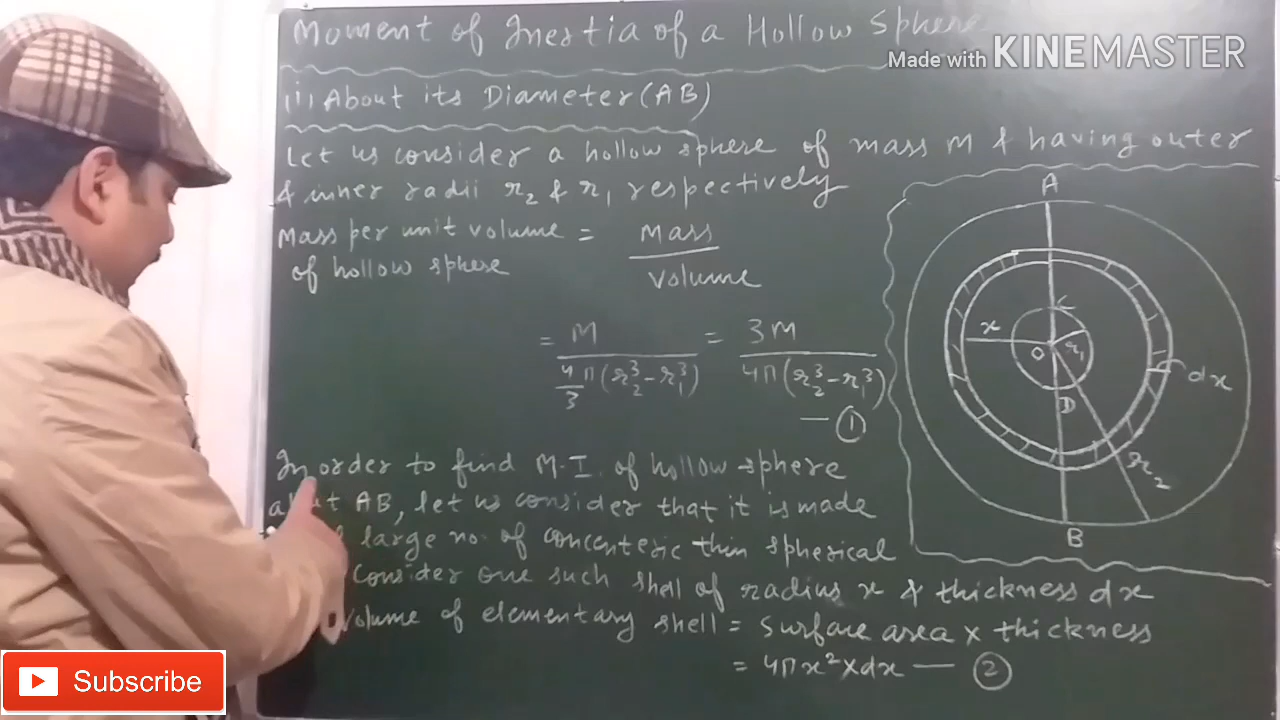 Moment of Inertia of a Hollow Sphere
Made with KINEMASTER
(i) About its Diameter (AB)
Let us consider a hollow sphere of mass M & having outer
& inner radii r₂ & r₁ respectively
Mass per unit volume = Mass / Volume
of hollow sphere
= M / 4/3 π(r₂³-r₁³) = 3M / 4π(r₂³-r₁³)
— ①
In order to find M.I. of hollow sphere
about AB, let us consider that it is made
large no. of concenteric thin spherical
Consider one such shell of radius x & thickness dx
Volume of elementary shell = Surface area × thickness
= 4πx² × dx — ②
A
C
x
O
r₁
dx
D
r₂
B
Subscribe